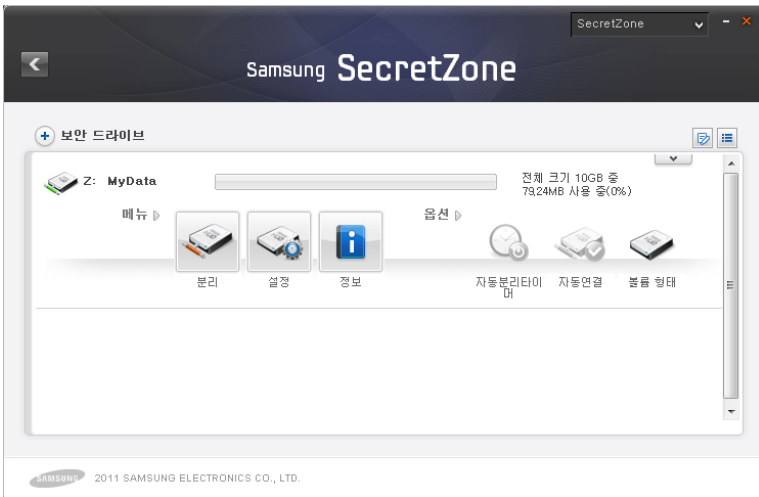 SecretZone
Samsung SecretZone
보안 드라이브
Z: MyData
전체 크기 10GB 중
79,24MB 사용 중(0%)
메뉴
옵션
분리
설정
정보
자동분리타이
머
자동연결
볼륨 형태
SAMSUNG
2011 SAMSUNG ELECTRONICS CO., LTD.